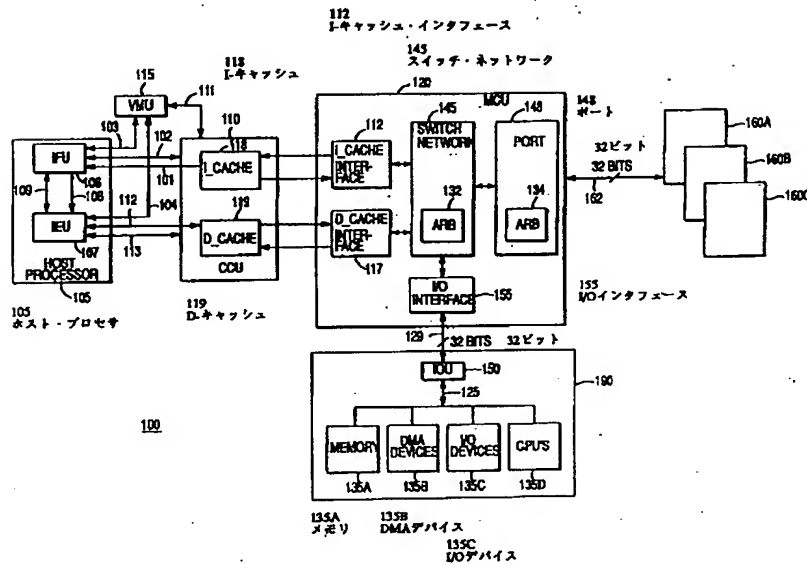 112
I-キャッシュ・インタフェース
145
スイッチ・ネットワーク
118
I-キャッシュ
115
111
VMU
120
MCU
148
ポート
103
102
110
118
I_CACHE
101
IFU
106
109
108
104
112
113
IEU
107
HOST
PROCESSOR
105
119
D_CACHE
CCU
112
I_CACHE
INTER-
FACE
D_CACHE
INTER-
FACE
117
145
SWITCH
NETWORK
132
ARB
148
PORT
134
ARB
32ビット
32 BITS
162
160A
160B
160C
155
I/Oインタフェース
I/O
INTERFACE
155
105
ホスト・プロセサ
119
D-キャッシュ
129
32 BITS
32ビット
IOU
150
125
190
100
MEMORY
DMA
DEVICES
I/O
DEVICES
CPU'S
135A
135B
135C
135D
135A
メモリ
135B
DMAデバイス
135C
I/Oデバイス